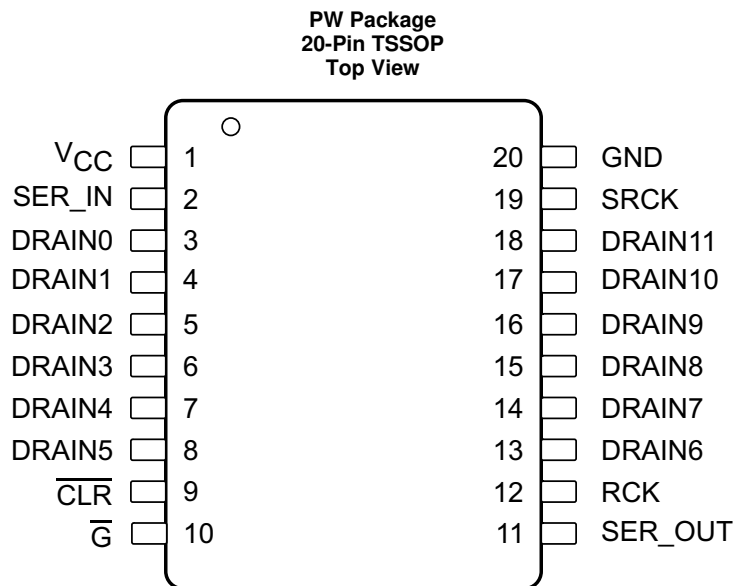 PW Package
20-Pin TSSOP
Top View
VCC 1 20 GND
SER_IN 2 19 SRCK
DRAIN0 3 18 DRAIN11
DRAIN1 4 17 DRAIN10
DRAIN2 5 16 DRAIN9
DRAIN3 6 15 DRAIN8
DRAIN4 7 14 DRAIN7
DRAIN5 8 13 DRAIN6
C̅L̅R̅ 9 12 RCK
G̅ 10 11 SER_OUT